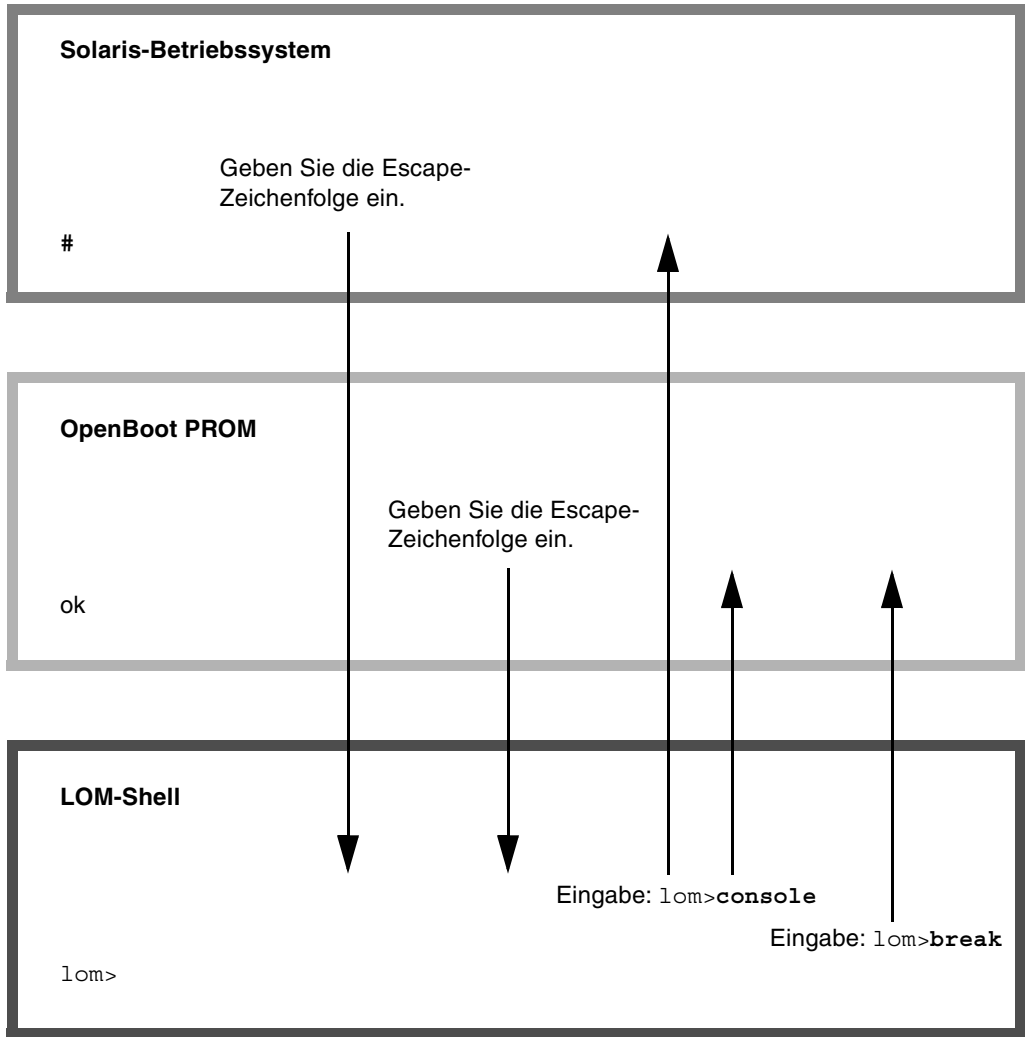 Solaris-Betriebssystem
Geben Sie die Escape-
Zeichenfolge ein.
#
OpenBoot PROM
Geben Sie die Escape-
Zeichenfolge ein.
ok
LOM-Shell
Eingabe: lom>console
Eingabe: lom>break
lom>